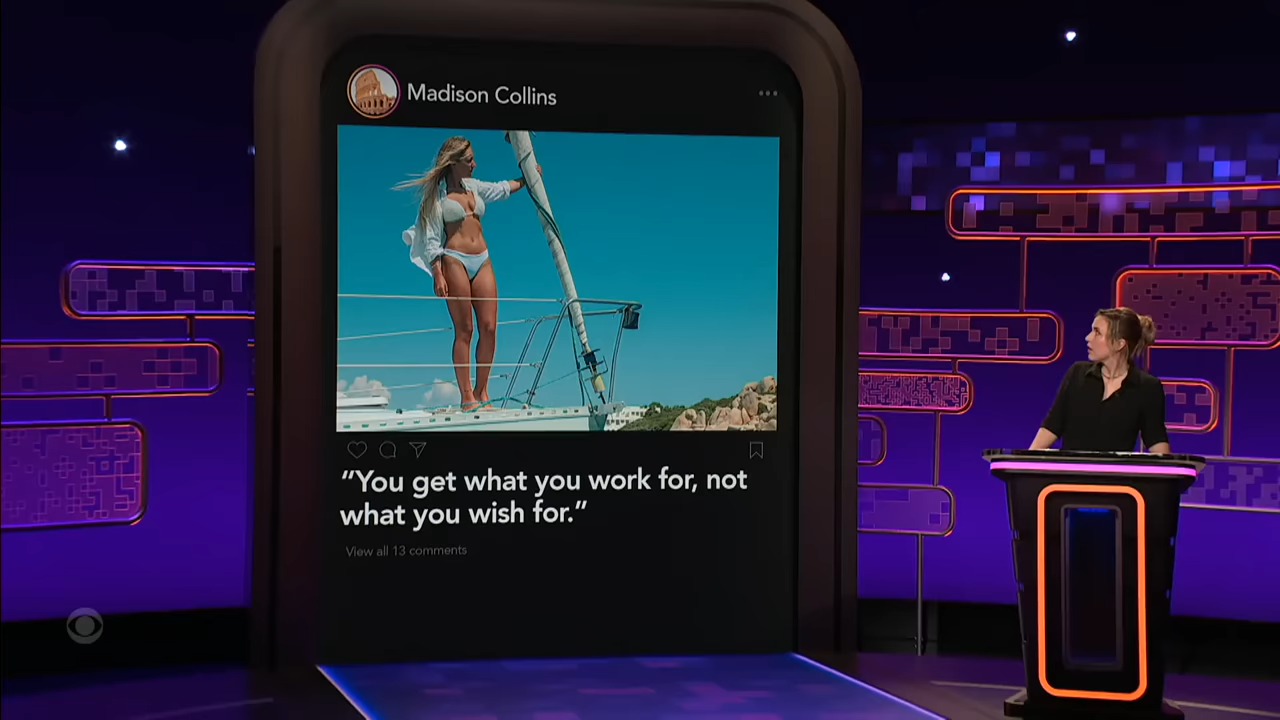 Madison Collins
“You get what you work for, not
what you wish for.”
View all 13 comments